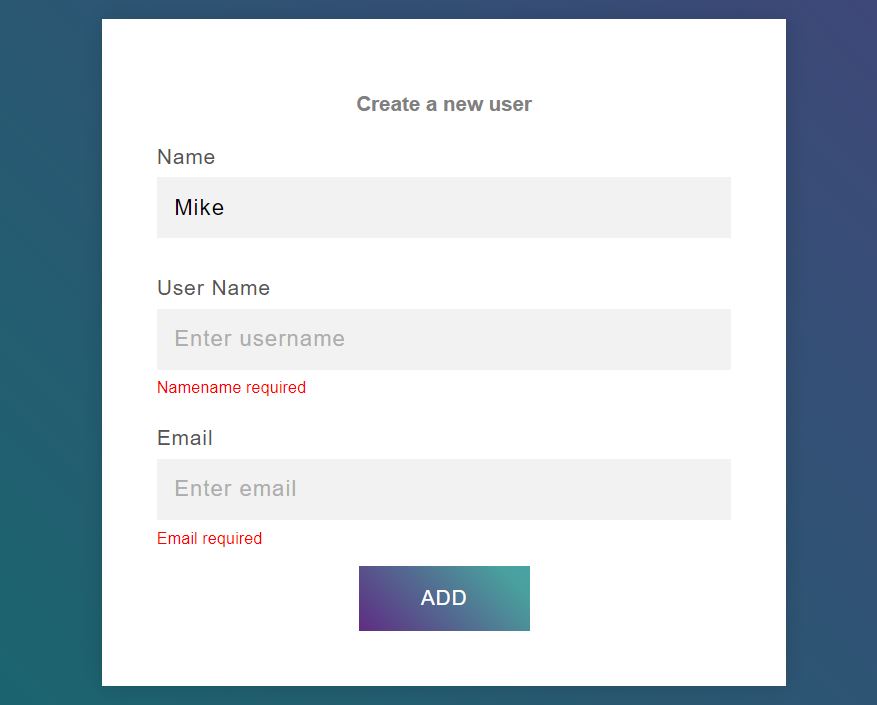 Create a new user
Name
Mike
User Name
Enter username
Namename required
Email
Enter email
Email required
ADD